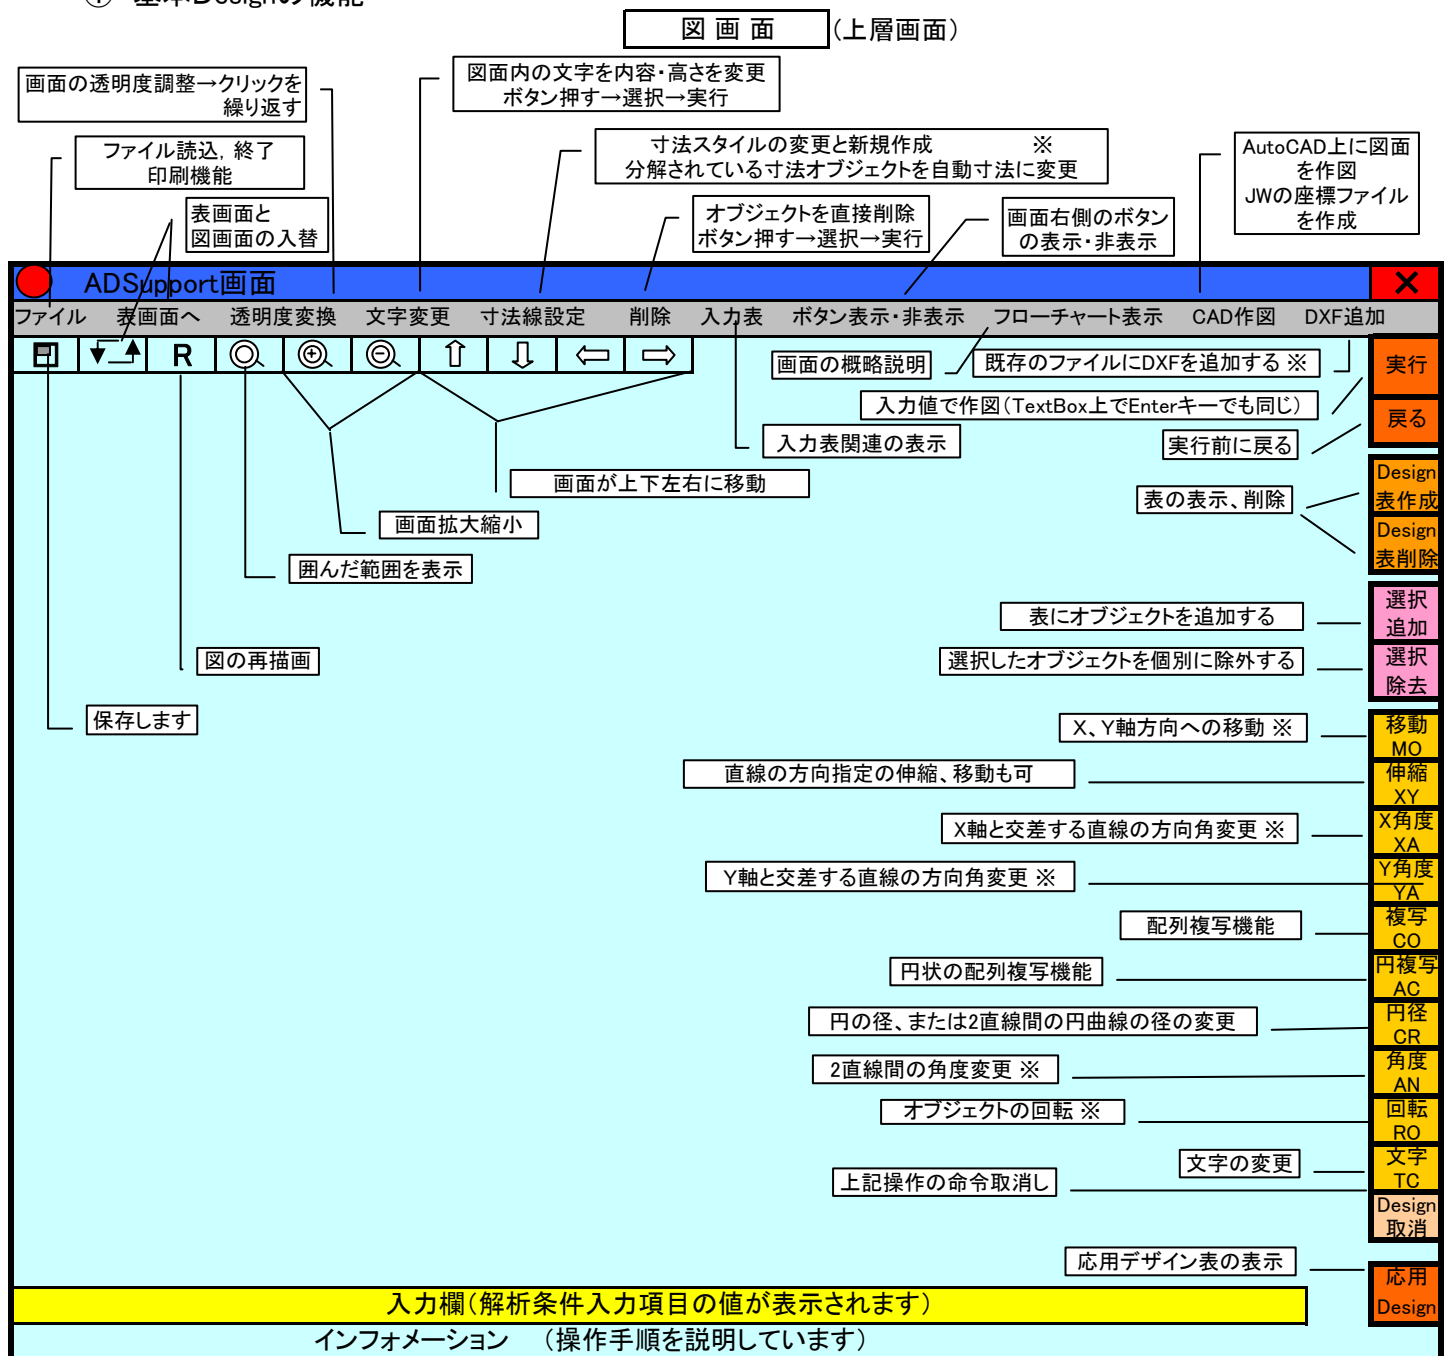 ① 基本Designの機能
図 画 面 (上層画面)
画面の透明度調整→クリックを
繰り返す
図面内の文字を内容・高さを変更
ボタン押す→選択→実行
ファイル読込, 終了
印刷機能
寸法スタイルの変更と新規作成 ※
分解されている寸法オブジェクトを自動寸法に変更
AutoCAD上に図面
を作図
JWの座標ファイル
を作成
表画面と
図画面の入替
オブジェクトを直接削除
ボタン押す→選択→実行
画面右側のボタン
の表示・非表示
ADSupport画面 ×
ファイル 表画面へ 透明度変換 文字変更 寸法線設定 削除 入力表 ボタン表示・非表示 フローチャート表示 CAD作図 DXF追加
R
画面の概略説明
既存のファイルにDXFを追加する ※
実行
入力値で作図(TextBox上でEnterキーでも同じ)
戻る
入力表関連の表示
実行前に戻る
画面が上下左右に移動
表の表示、削除
Design
表作成
Design
表削除
画面拡大縮小
囲んだ範囲を表示
表にオブジェクトを追加する
選択
追加
図の再描画
選択したオブジェクトを個別に除外する
選択
除去
保存します
X、Y軸方向への移動 ※
移動
MO
直線の方向指定の伸縮、移動も可
伸縮
XY
X軸と交差する直線の方向角変更 ※
X角度
XA
Y軸と交差する直線の方向角変更 ※
Y角度
YA
配列複写機能
複写
CO
円状の配列複写機能
円複写
AC
円の径、または2直線間の円曲線の径の変更
円径
CR
2直線間の角度変更 ※
角度
AN
オブジェクトの回転 ※
回転
RO
文字の変更
文字
TC
上記操作の命令取消し
Design
取消
応用デザイン表の表示
応用
Design
入力欄(解析条件入力項目の値が表示されます)
インフォメーション (操作手順を説明しています)